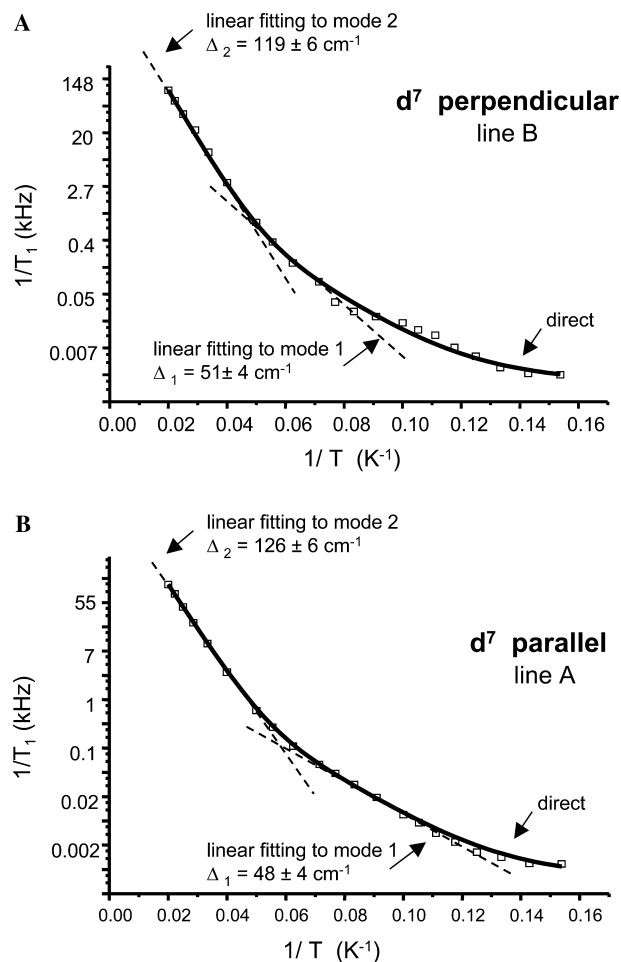 A
linear fitting to mode 2
Δ 2 = 119 ± 6 cm-1
148
20
2.7
0.4
0.05
0.007
1/T1 (kHz)
d7 perpendicular
line B
direct
linear fitting to mode 1
Δ 1 = 51± 4 cm-1
0.00 0.02 0.04 0.06 0.08 0.10 0.12 0.14 0.16
1/ T (K-1)
B
linear fitting to mode 2
Δ 2 = 126 ± 6 cm-1
55
7
1
0.1
0.02
0.002
1/T1 (kHz)
d7 parallel
line A
direct
linear fitting to mode 1
Δ 1 = 48 ± 4 cm-1
0.00 0.02 0.04 0.06 0.08 0.10 0.12 0.14 0.16
1/ T (K-1)